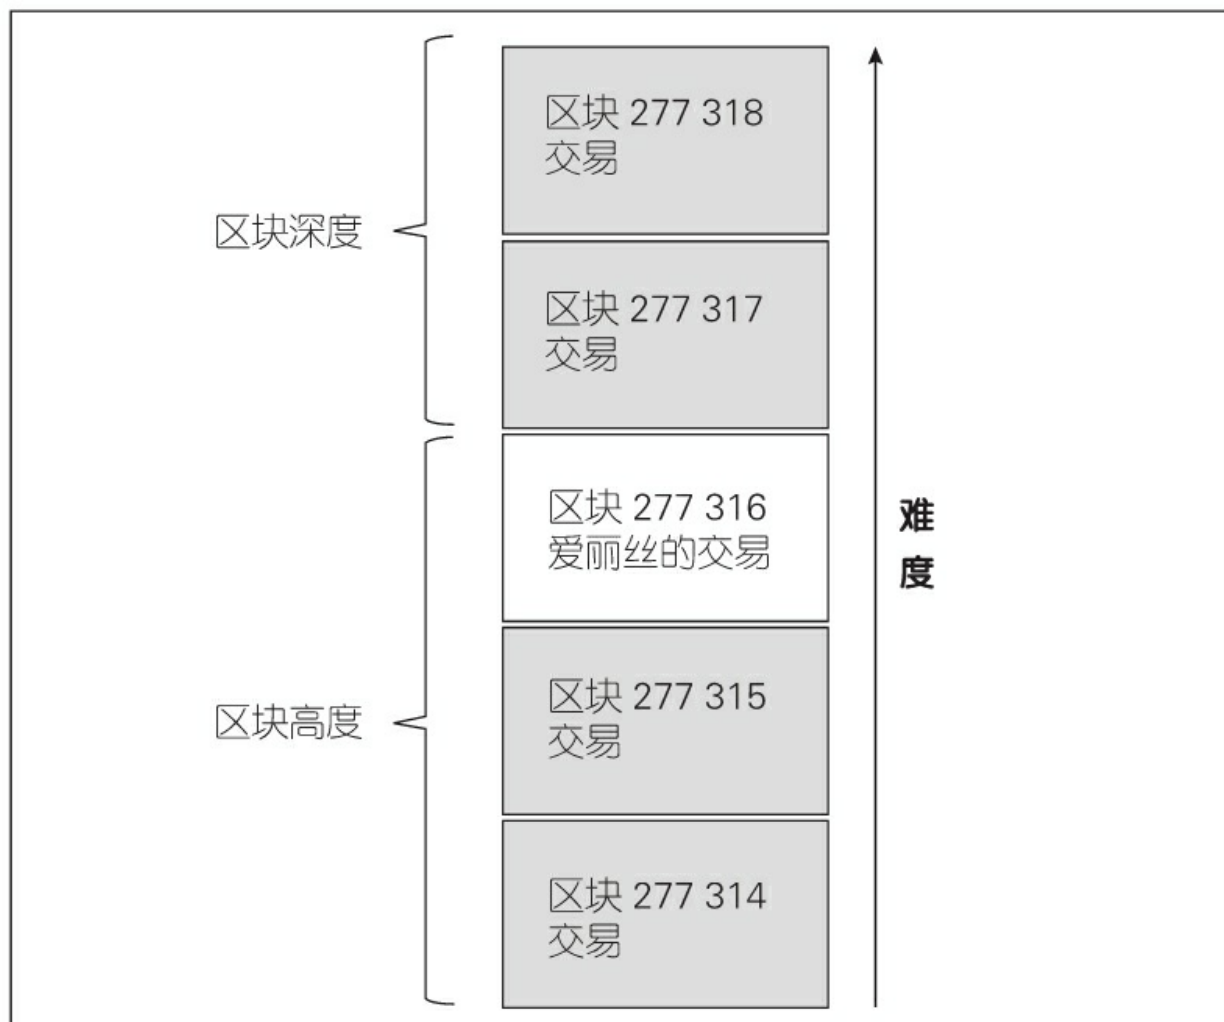 区块 277 318
交易
区块深度
区块 277 317
交易
区块 277 316
爱丽丝的交易
难
度
区块 277 315
交易
区块高度
区块 277 314
交易